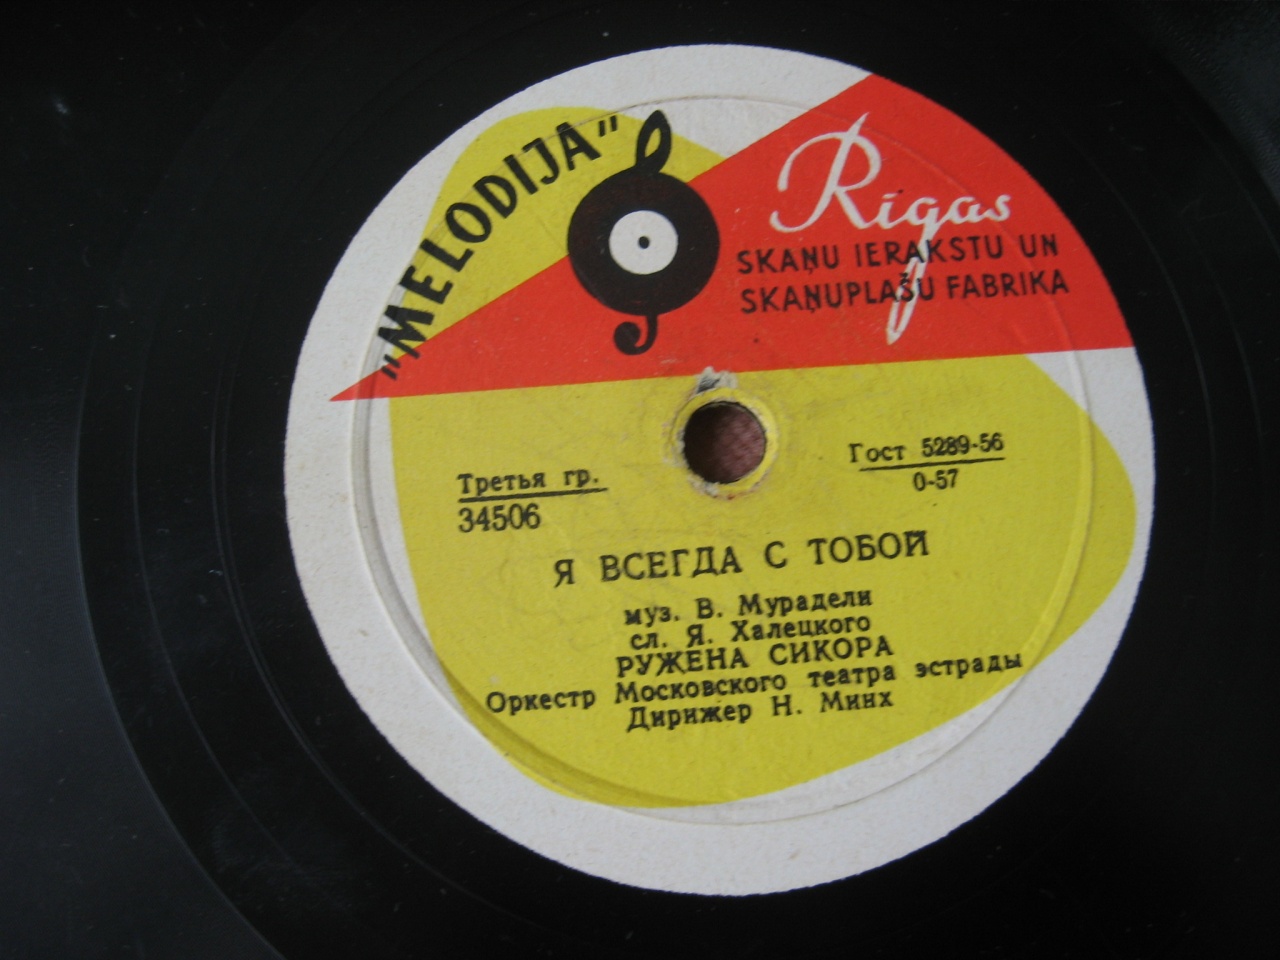 „MELODIJA”
Rīgas
SKAŅU IERAKSTU UN
SKAŅUPLAŠU FABRIKA
Третья гр.
34506
Гост 5289-56
0-57
Я ВСЕГДА С ТОБОЙ
муз. В. Мурадели
сл. Я. Халецкого
РУЖЕНА СИКОРА
Оркестр Московского театра эстрады
Дирижер Н. Минх